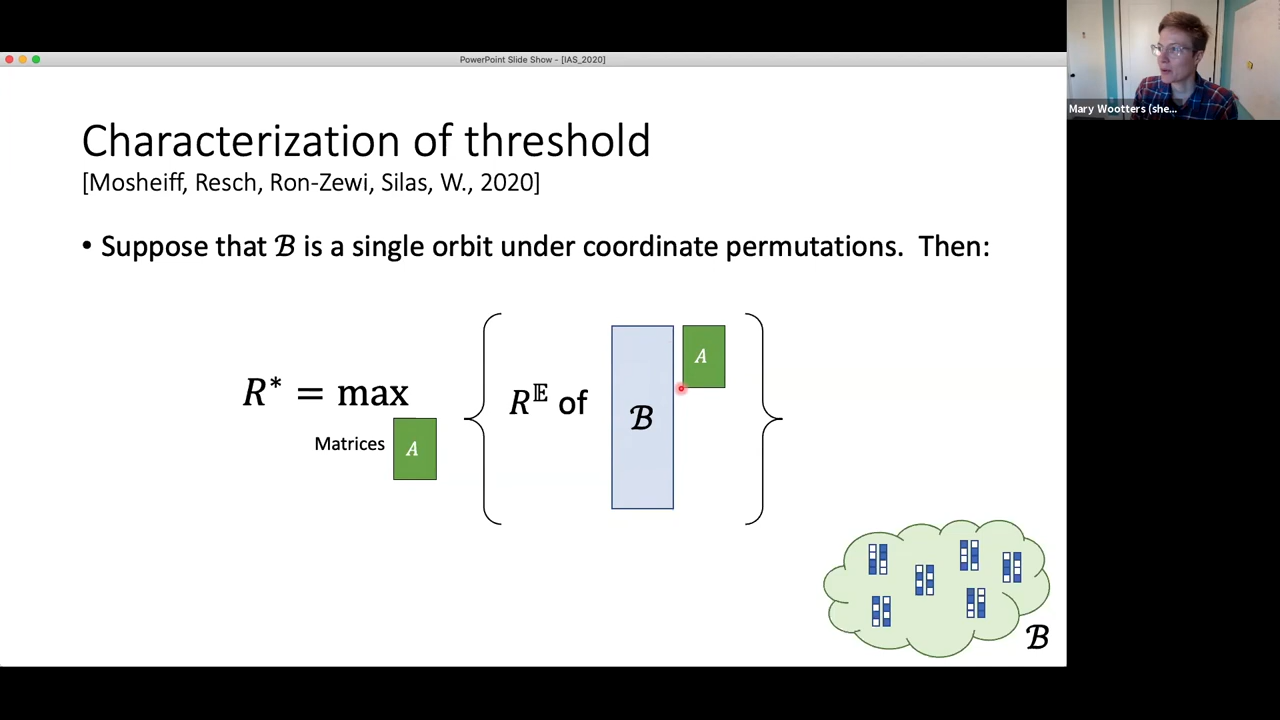 PowerPoint Slide Show - [IAS_2020]
Mary Wootters (she...
Characterization of threshold
[Mosheiff, Resch, Ron-Zewi, Silas, W., 2020]
• Suppose that ℬ is a single orbit under coordinate permutations. Then:
R* = max
Matrices A
R^𝔼 of
ℬ
A
ℬ